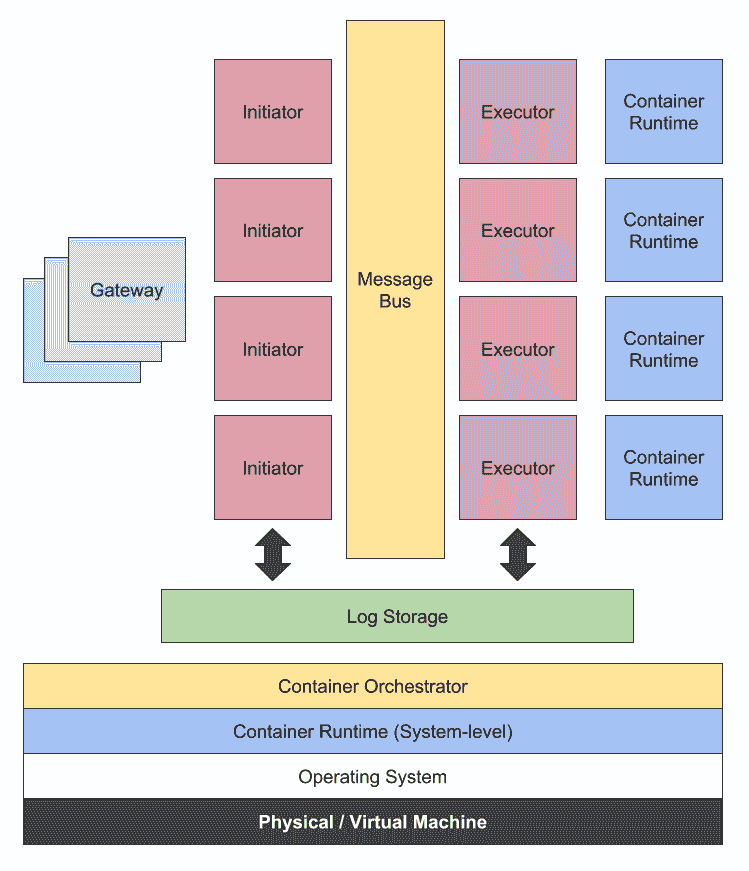 Initiator
Executor
Container
Runtime
Initiator
Executor
Container
Runtime
Gateway
Message
Bus
Initiator
Executor
Container
Runtime
Initiator
Executor
Container
Runtime
Log Storage
Container Orchestrator
Container Runtime (System-level)
Operating System
Physical / Virtual Machine